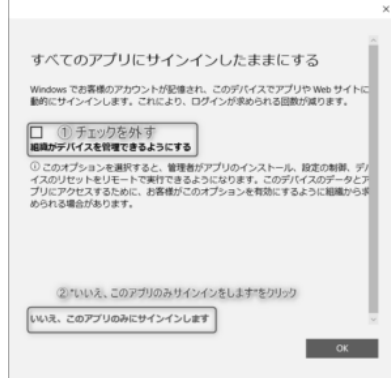 すべてのアプリにサインインしたままにする
Windows でお客様のアカウントが記憶され、このデバイスでアプリや Web サイトに
動的にサインインします。これにより、ログインが求められる回数が減ります。
① チェックを外す
組織がデバイスを管理できるようにする
このオプションを選択すると、管理者がアプリのインストール、設定の制御、デバ
イスのリセットをリモートで実行できるようになります。このデバイスのデータとア
プリにアクセスするために、お客様がこのオプションを有効にするように組織から求
められる場合があります。
②"いいえ、このアプリのみサインインをします"をクリック
いいえ、このアプリのみにサインインします
OK